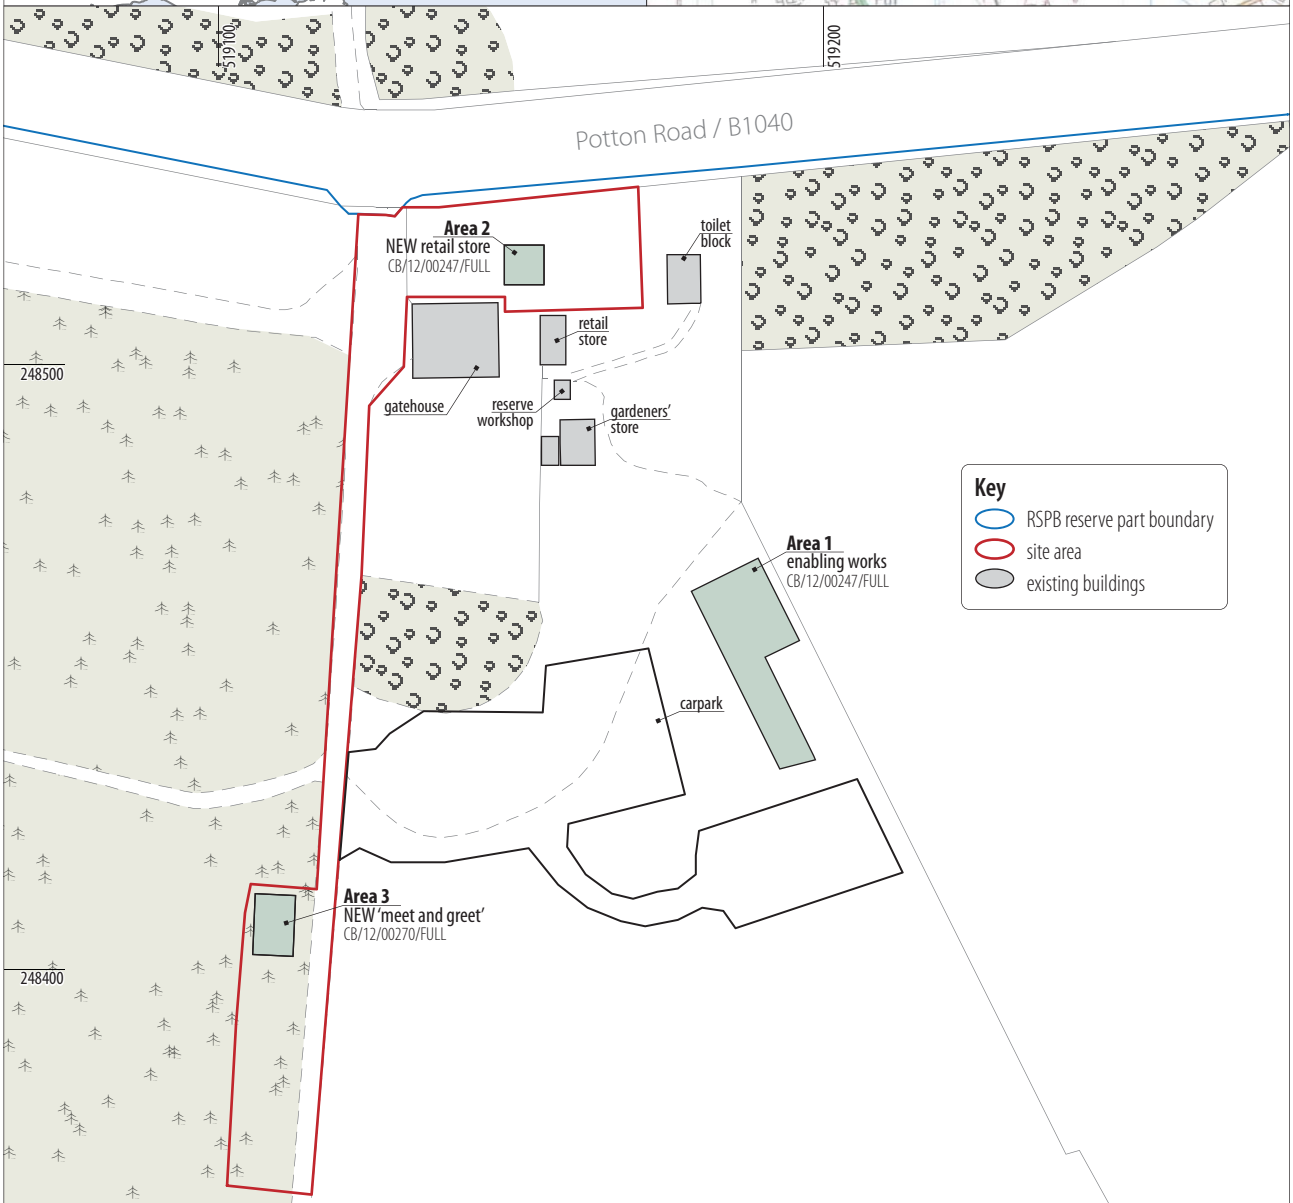 519100
519200
Potton Road / B1040
Area 2
NEW retail store
CB/12/00247/FULL
toilet
block
retail
store
248500
gatehouse
reserve
workshop
gardeners'
store
Key
RSPB reserve part boundary
site area
existing buildings
Area 1
enabling works
CB/12/00247/FULL
carpark
Area 3
NEW 'meet and greet'
CB/12/00270/FULL
248400